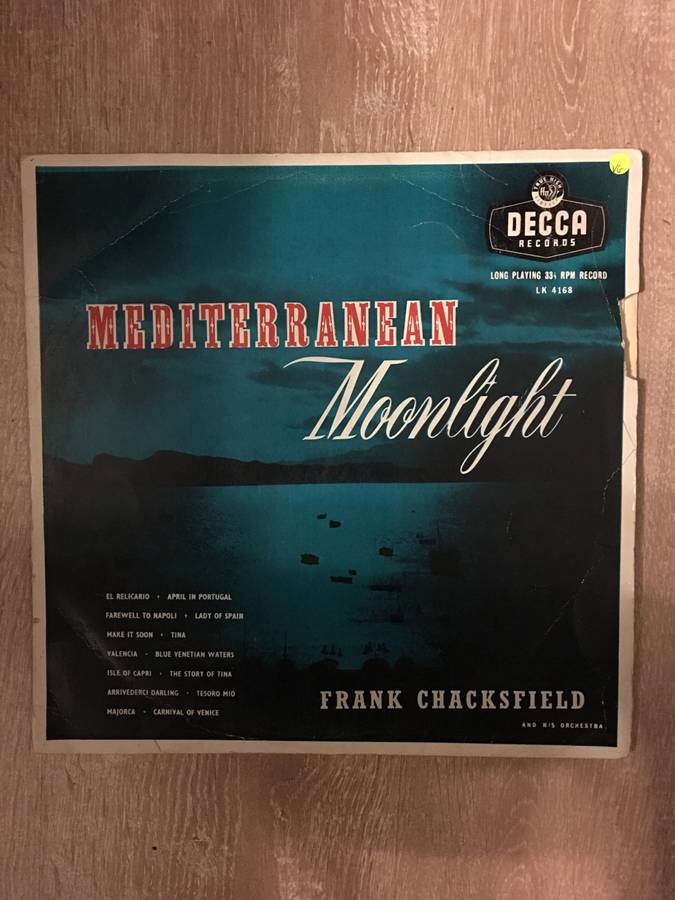 VG
DECCA
RECORDS
LONG PLAYING 33⅓ RPM RECORD
LK 4168
MEDITERRANEAN
Moonlight
EL RELICARIO • APRIL IN PORTUGAL
FAREWELL TO NAPOLI • LADY OF SPAIN
MAKE IT SOON • TINA
VALENCIA • BLUE VENETIAN WATERS
ISLE OF CAPRI • THE STORY OF TINA
ARRIVEDERCI DARLING • TESORO MIO
MAJORCA • CARNIVAL OF VENICE
FRANK CHACKSFIELD
AND HIS ORCHESTRA